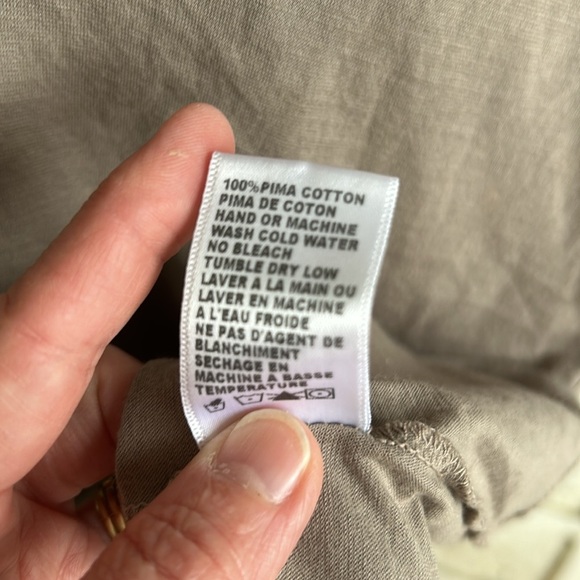 100%PIMA COTTON
PIMA DE COTON
HAND OR MACHINE
WASH COLD WATER
NO BLEACH
TUMBLE DRY LOW
LAVER A LA MAIN OU
LAVER EN MACHINE
A L'EAU FROIDE
NE PAS D'AGENT DE
BLANCHIMENT
SECHAGE EN
MACHINE A BASSE
TEMPERATURE